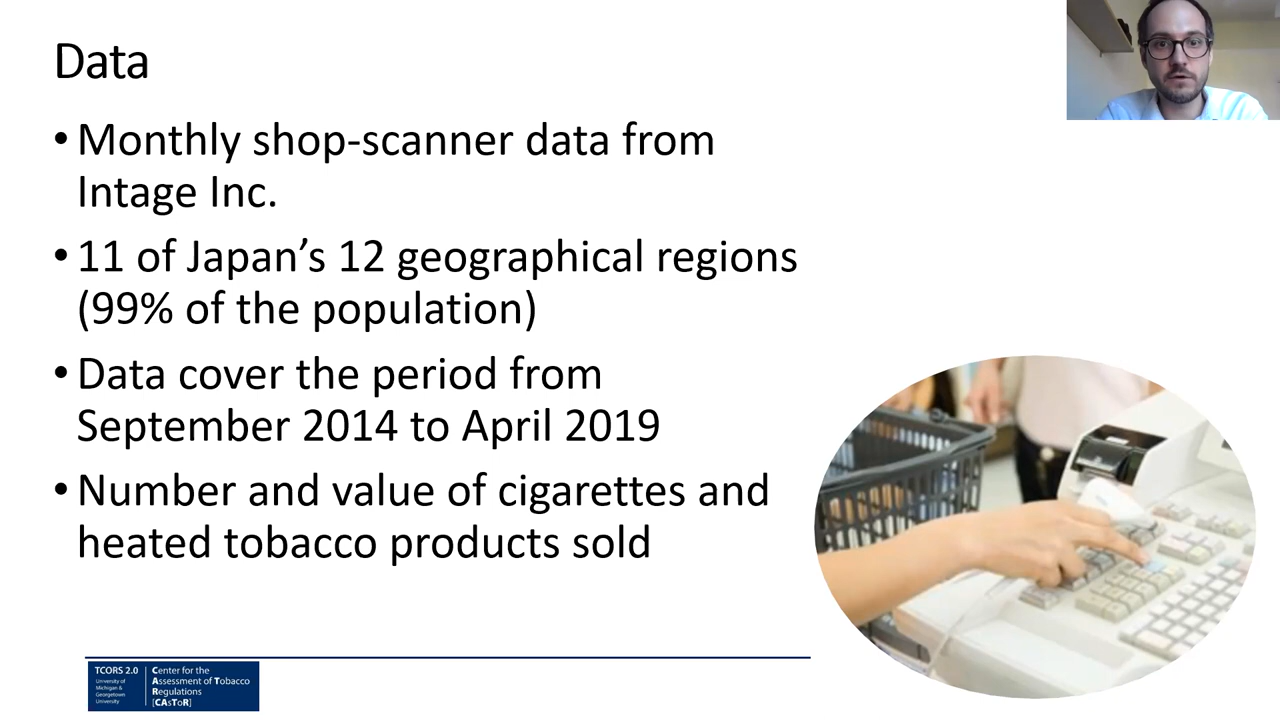 Data
• Monthly shop-scanner data from
Intage Inc.
• 11 of Japan’s 12 geographical regions
(99% of the population)
• Data cover the period from
September 2014 to April 2019
• Number and value of cigarettes and
heated tobacco products sold
TCORS 2.0
University of
Michigan &
Georgetown
University
Center for the
Assessment of Tobacco
Regulations
[CAsToR]